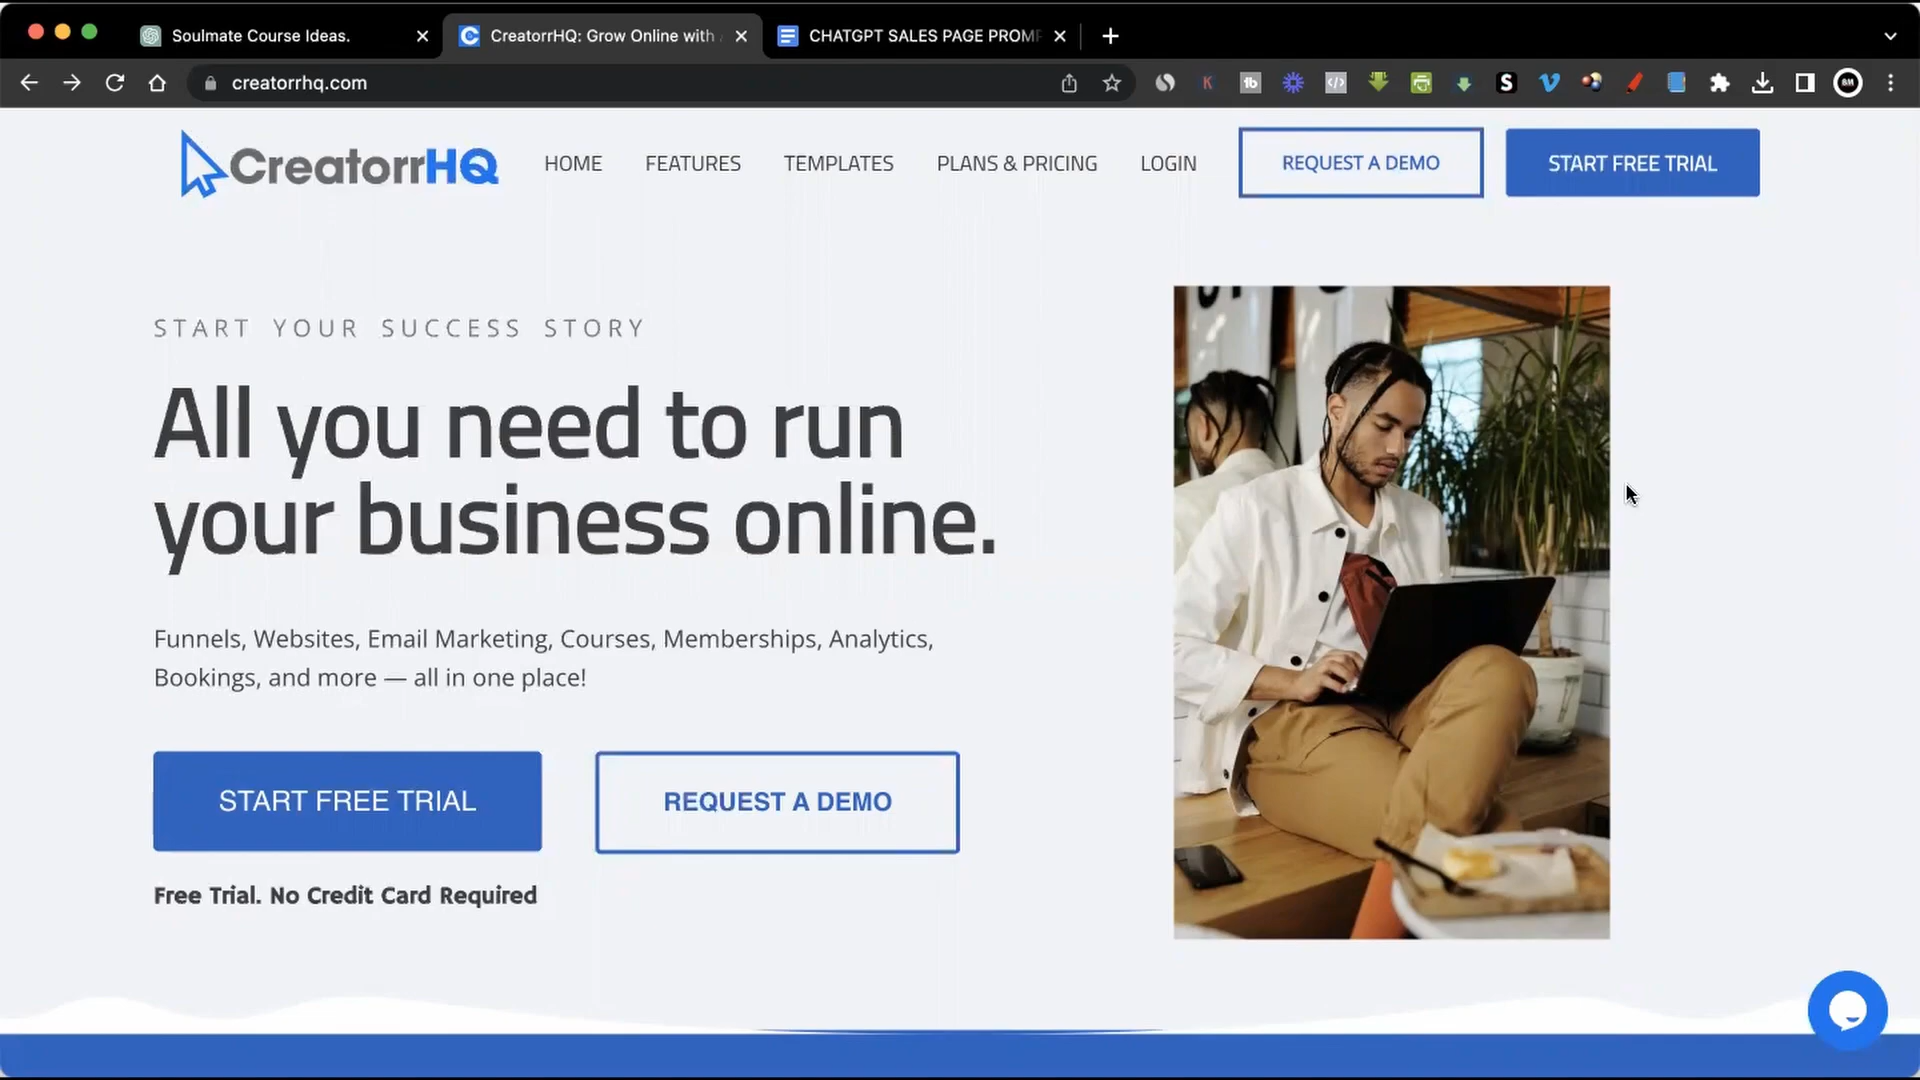 Soulmate Course Ideas.
CreatorrHQ: Grow Online with
CHATGPT SALES PAGE PROMP
creatorrhq.com
CreatorrHQ
HOME
FEATURES
TEMPLATES
PLANS & PRICING
LOGIN
REQUEST A DEMO
START FREE TRIAL
START YOUR SUCCESS STORY
All you need to run
your business online.
Funnels, Websites, Email Marketing, Courses, Memberships, Analytics,
Bookings, and more — all in one place!
START FREE TRIAL
REQUEST A DEMO
Free Trial. No Credit Card Required